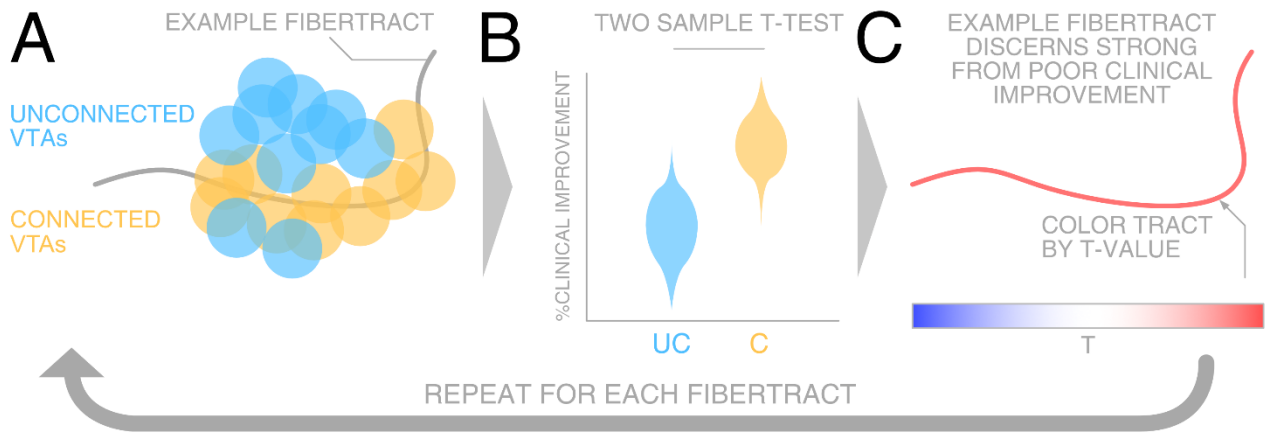 A
EXAMPLE FIBERTRACT
UNCONNECTED
VTAs
CONNECTED
VTAs
B
TWO SAMPLE T-TEST
%CLINICAL IMPROVEMENT
UC
C
C
EXAMPLE FIBERTRACT
DISCERNS STRONG
FROM POOR CLINICAL
IMPROVEMENT
COLOR TRACT
BY T-VALUE
T
REPEAT FOR EACH FIBERTRACT